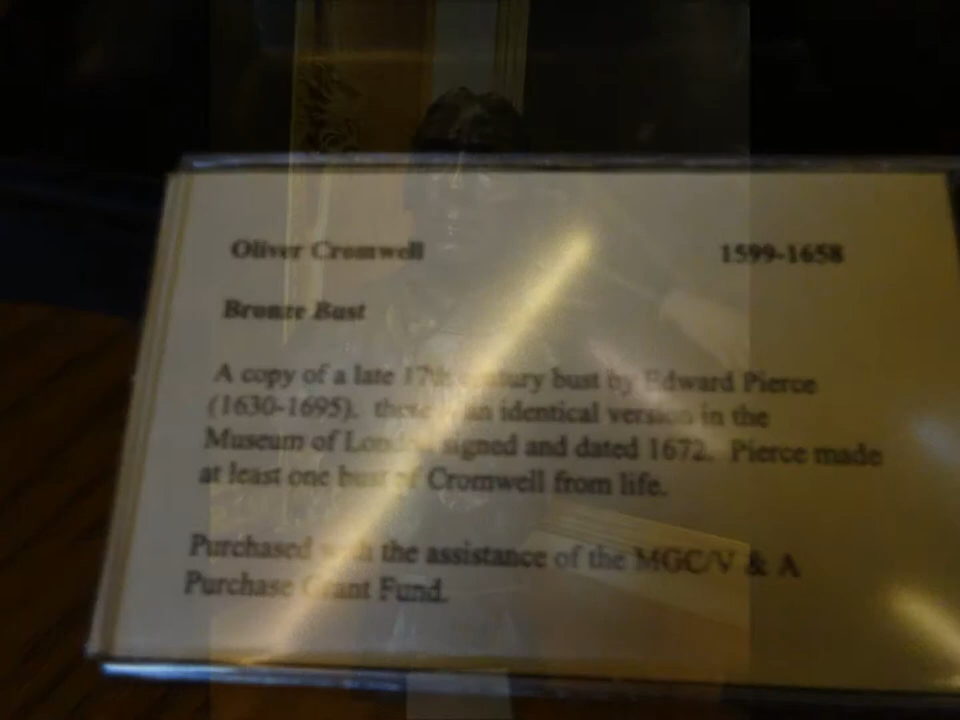 Oliver Cromwell 1599-1658
Bronze Bust
A copy of a late 17th century bust by Edward Pierce
(1630-1695). there an identical version in the
Museum of London signed and dated 1672. Pierce made
at least one bust of Cromwell from life.
Purchased with the assistance of the MGC/V & A
Purchase Grant Fund.